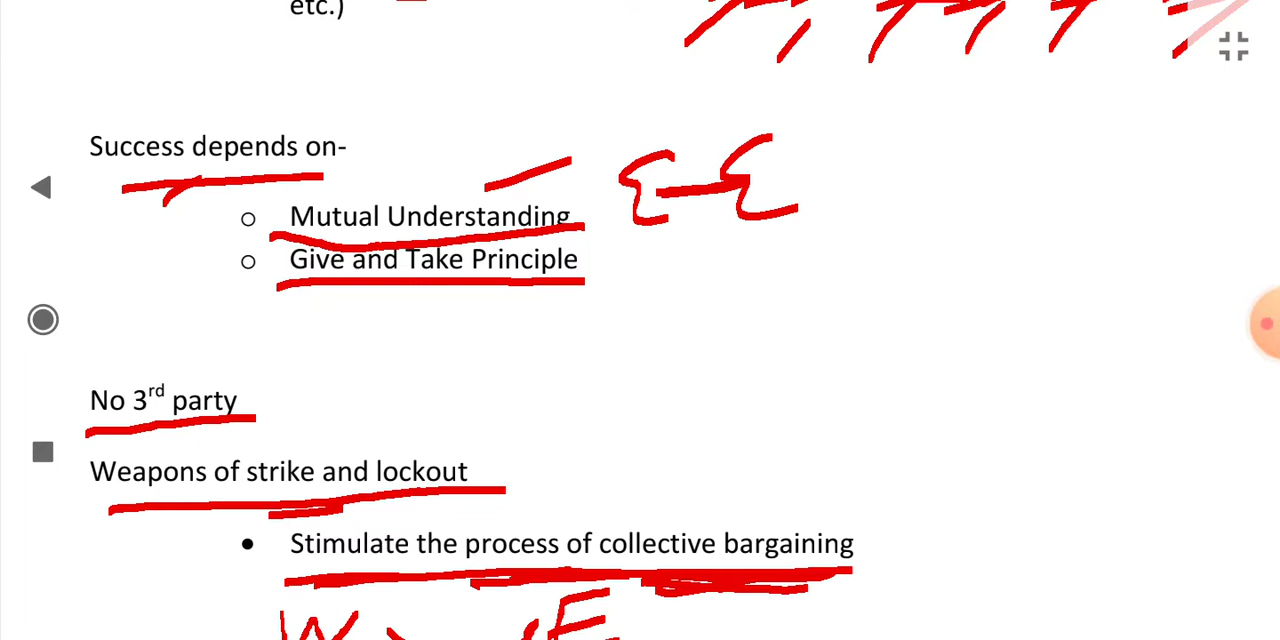 etc.)
Success depends on-
E-E
o Mutual Understanding
o Give and Take Principle
No 3rd party
Weapons of strike and lockout
• Stimulate the process of collective bargaining